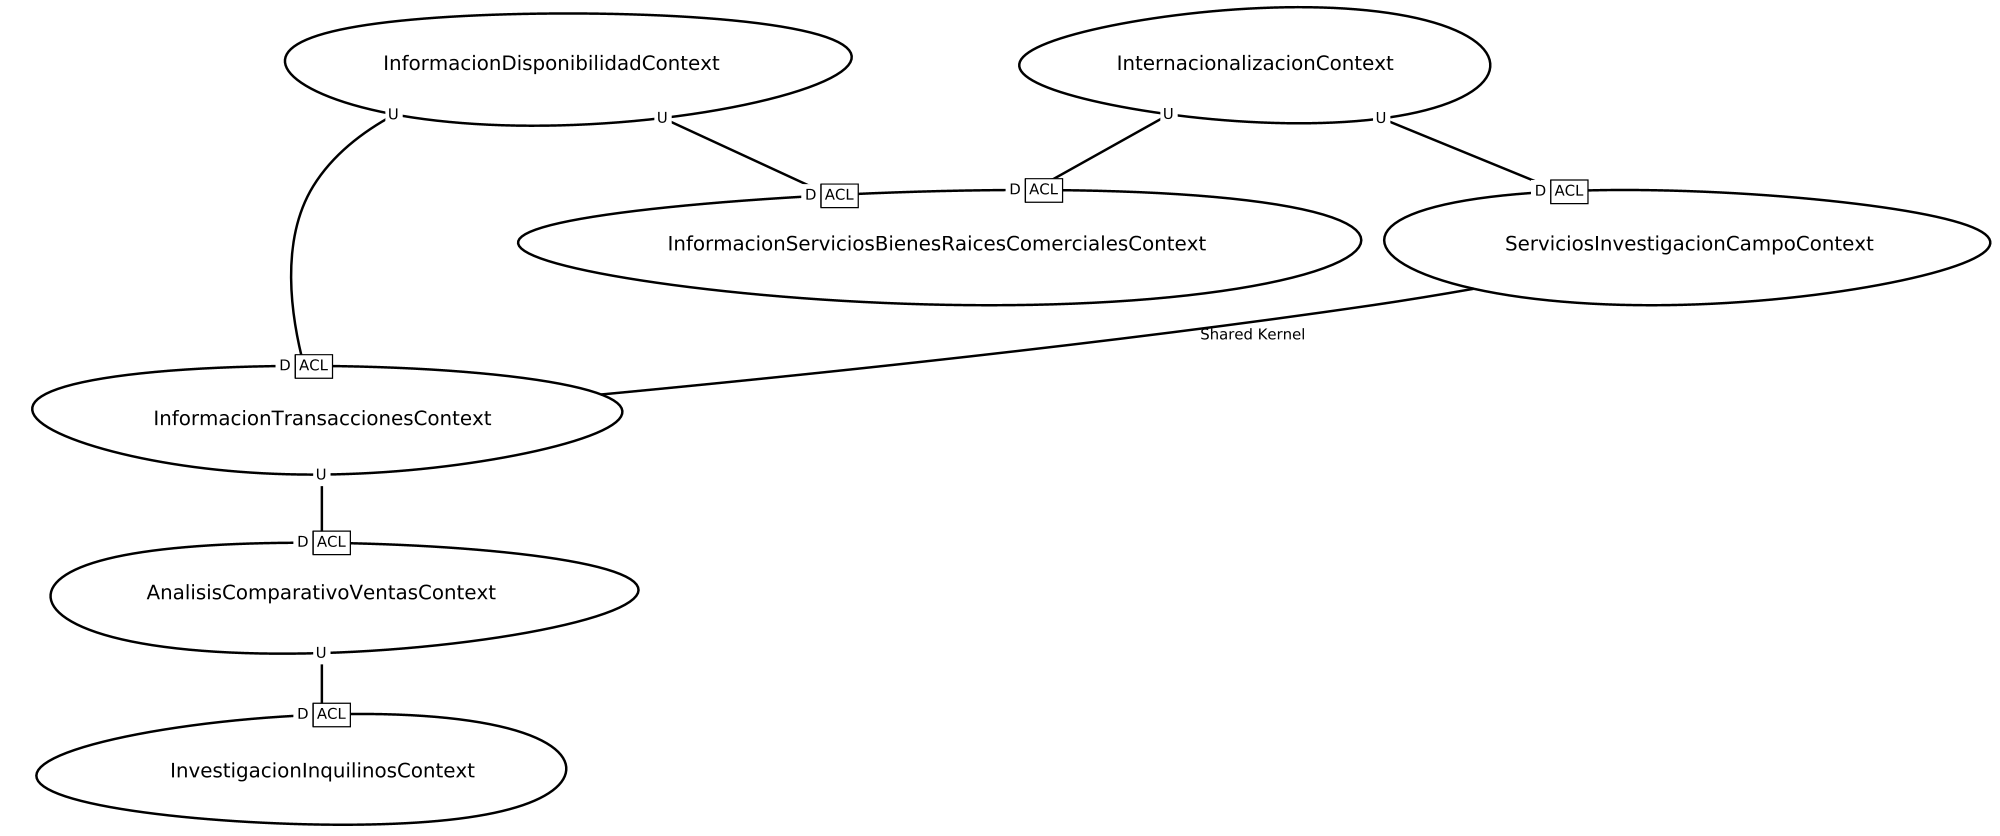 InformacionDisponibilidadContext
InternacionalizacionContext
U
U
U
U
D ACL
D ACL
D ACL
InformacionServiciosBienesRaicesComercialesContext
ServiciosInvestigacionCampoContext
Shared Kernel
D ACL
InformacionTransaccionesContext
U
D ACL
AnalisisComparativoVentasContext
U
D ACL
InvestigacionInquilinosContext